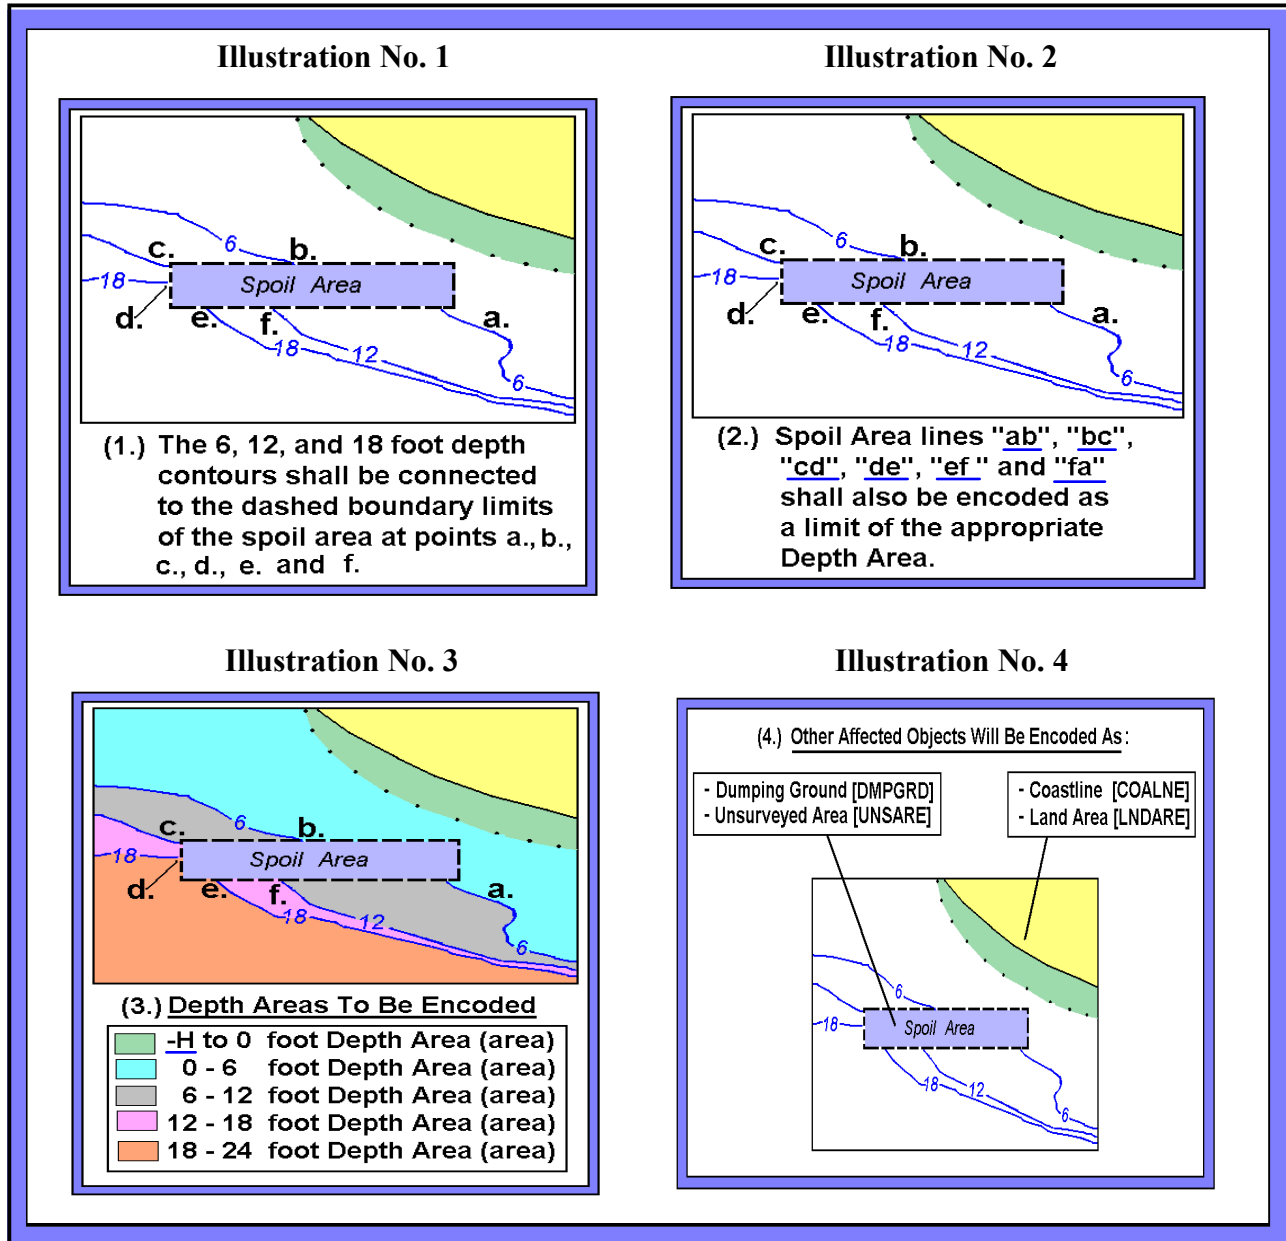 Illustration No. 1
6
b.
c.
18
Spoil Area
d.
e.
f.
a.
18
12
6
(1.) The 6, 12, and 18 foot depth
contours shall be connected
to the dashed boundary limits
of the spoil area at points a., b.,
c., d., e. and f.
Illustration No. 2
6
b.
c.
18
Spoil Area
d.
e.
f.
a.
18
12
6
(2.) Spoil Area lines "ab", "bc",
"cd", "de", "ef " and "fa"
shall also be encoded as
a limit of the appropriate
Depth Area.
Illustration No. 3
6
b.
c.
18
Spoil Area
d.
e.
f.
a.
18
12
6
(3.) Depth Areas To Be Encoded
-H to 0 foot Depth Area (area)
0 - 6 foot Depth Area (area)
6 - 12 foot Depth Area (area)
12 - 18 foot Depth Area (area)
18 - 24 foot Depth Area (area)
Illustration No. 4
(4.) Other Affected Objects Will Be Encoded As :
- Dumping Ground [DMPGRD]
- Unsurveyed Area [UNSARE]
- Coastline [COALNE]
- Land Area [LNDARE]
6
18
Spoil Area
18
12
6